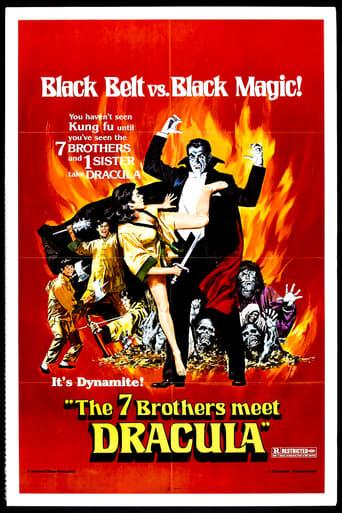 Black Belt vs. Black Magic!
You haven't seen
Kung fu until
you've seen the
7 BROTHERS
and 1 SISTER
take DRACULA
It's Dynamite!
"The 7 Brothers meet
DRACULA"
R RESTRICTED